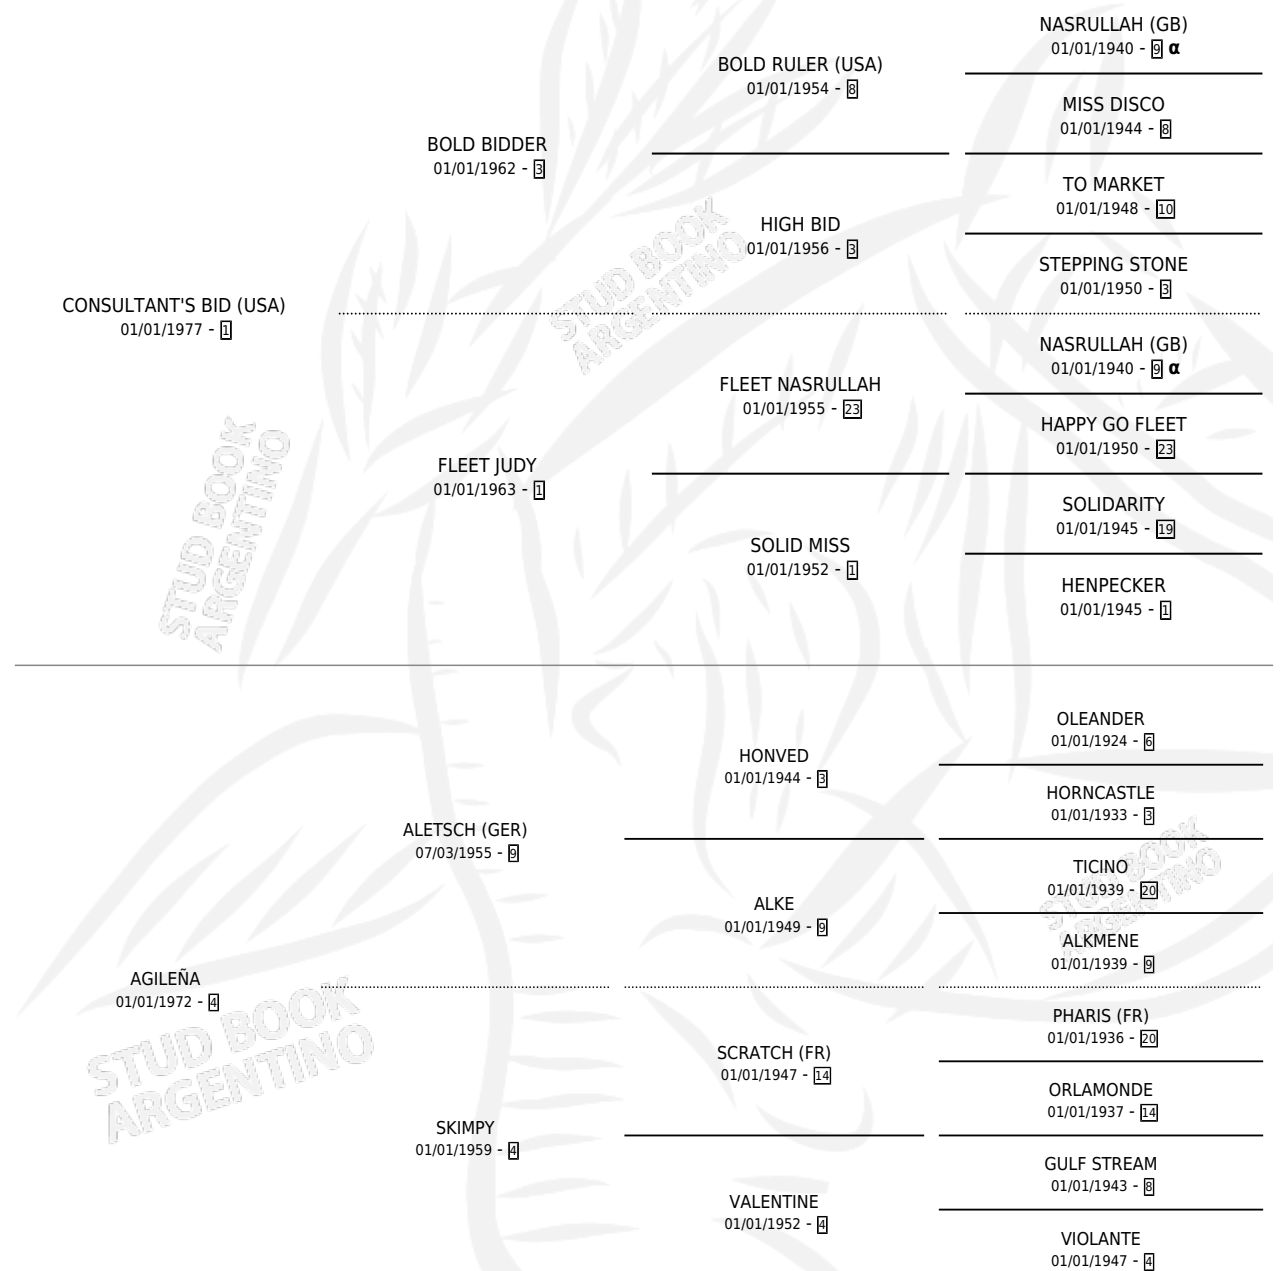 NASRULLAH (GB)
01/01/1940 - 9 α
BOLD RULER (USA)
01/01/1954 - 8
MISS DISCO
01/01/1944 - 8
BOLD BIDDER
01/01/1962 - 3
TO MARKET
01/01/1948 - 10
HIGH BID
01/01/1956 - 3
STEPPING STONE
01/01/1950 - 3
CONSULTANT'S BID (USA)
01/01/1977 - 1
NASRULLAH (GB)
01/01/1940 - 9 α
FLEET NASRULLAH
01/01/1955 - 23
HAPPY GO FLEET
01/01/1950 - 23
FLEET JUDY
01/01/1963 - 1
SOLIDARITY
01/01/1945 - 19
SOLID MISS
01/01/1952 - 1
HENPECKER
01/01/1945 - 1
OLEANDER
01/01/1924 - 6
HONVED
01/01/1944 - 3
HORNCASTLE
01/01/1933 - 3
ALETSCH (GER)
07/03/1955 - 9
TICINO
01/01/1939 - 20
ALKE
01/01/1949 - 9
ALKMENE
01/01/1939 - 9
AGILEÑA
01/01/1972 - 4
PHARIS (FR)
01/01/1936 - 20
SCRATCH (FR)
01/01/1947 - 14
ORLAMONDE
01/01/1937 - 14
SKIMPY
01/01/1959 - 4
GULF STREAM
01/01/1943 - 8
VALENTINE
01/01/1952 - 4
VIOLANTE
01/01/1947 - 4
STUD BOOK
ARGENTINO
STUD BOOK
ARGENTINO
STUD BOOK
ARGENTINO
STUD BOOK
ARGENTINO